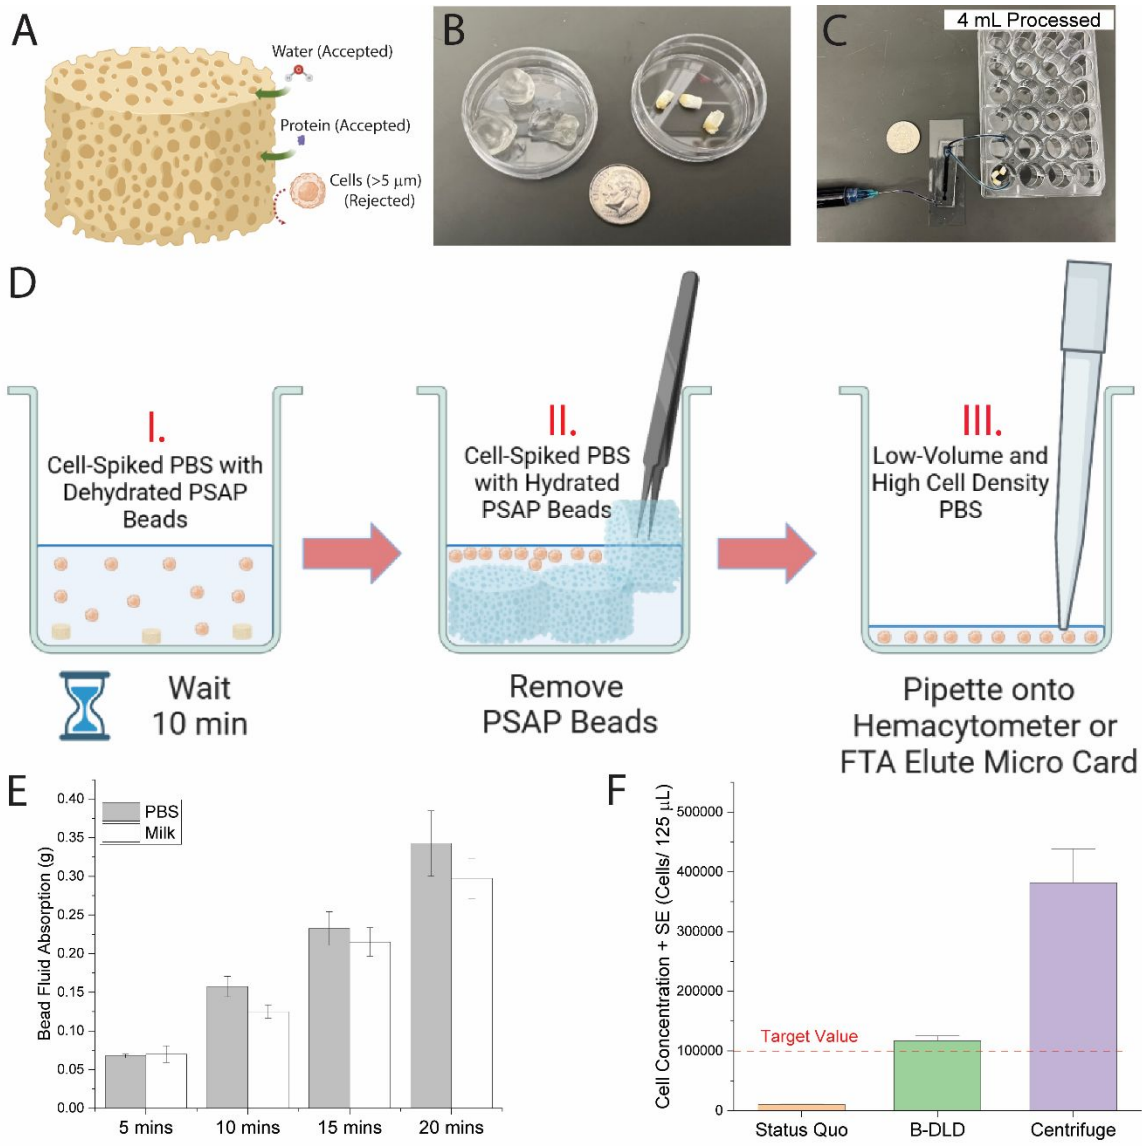 A
Water (Accepted)
Protein (Accepted)
Cells (>5 μm)
(Rejected)
B
C
4 mL Processed
D
I.
Cell-Spiked PBS with
Dehydrated PSAP
Beads
Wait
10 min
II.
Cell-Spiked PBS
with Hydrated
PSAP Beads
Remove
PSAP Beads
III.
Low-Volume and
High Cell Density
PBS
Pipette onto
Hemacytometer or
FTA Elute Micro Card
E
Bead Fluid Absorption (g)
0.40
0.35
0.30
0.25
0.20
0.15
0.10
0.05
0.00
PBS
Milk
5 mins
10 mins
15 mins
20 mins
F
Cell Concentration + SE (Cells/ 125 μL)
500000
400000
300000
200000
100000
0
Target Value
Status Quo
B-DLD
Centrifuge